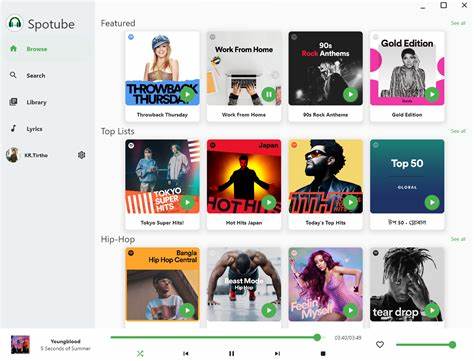 Spotube
Browse
Search
Library
Lyrics
KR.Tirtho
Featured
See all
THROWBACK
THURSDAY
Throwback Thursday
Work From Home
Work From Home
90s
Rock Anthems
90s Rock Anthems
Gold Edition
Gold Edition
Top Lists
See all
TOKYO
SUPER
HITS
Tokyo Super Hits!
Japan
HOT HITS
Hot Hits Japan
Today's Top Hits
Top 50
GLOBAL
টপ 50 - গ্লোবাল
Hip-Hop
See all
Bangla
Hip Hop Central
Beast Mode
Hip Hop
Feelin'
Myself
tear drop
Youngblood
5 Seconds of Summer
03:40/03:49